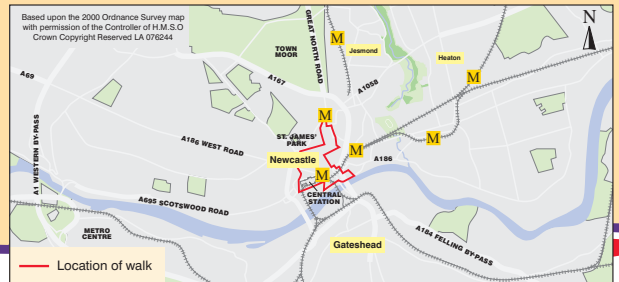 Based upon the 2000 Ordnance Survey map
with permission of the Controller of H.M.S.O
Crown Copyright Reserved LA 076244
N
GREAT NORTH ROAD
M
Jesmond
TOWN
MOOR
Heaton
M
A69
A167
A1058
M
ST. JAMES'
PARK
A186 WEST ROAD
M
M
Newcastle
A186
A1 WESTERN BY-PASS
M
CENTRAL
STATION
A695 SCOTSWOOD ROAD
METRO
CENTRE
Gateshead
A184 FELLING BY-PASS
Location of walk